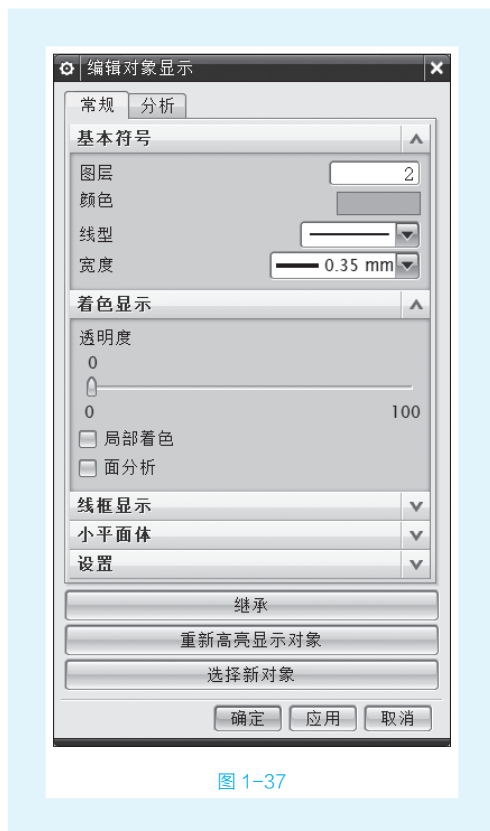 编辑对象显示
常规 分析
基本符号
图层 2
颜色
线型
宽度 0.35 mm
着色显示
透明度
0
0 100
局部着色
面分析
线框显示
小平面体
设置
继承
重新高亮显示对象
选择新对象
确定 应用 取消
图 1-37